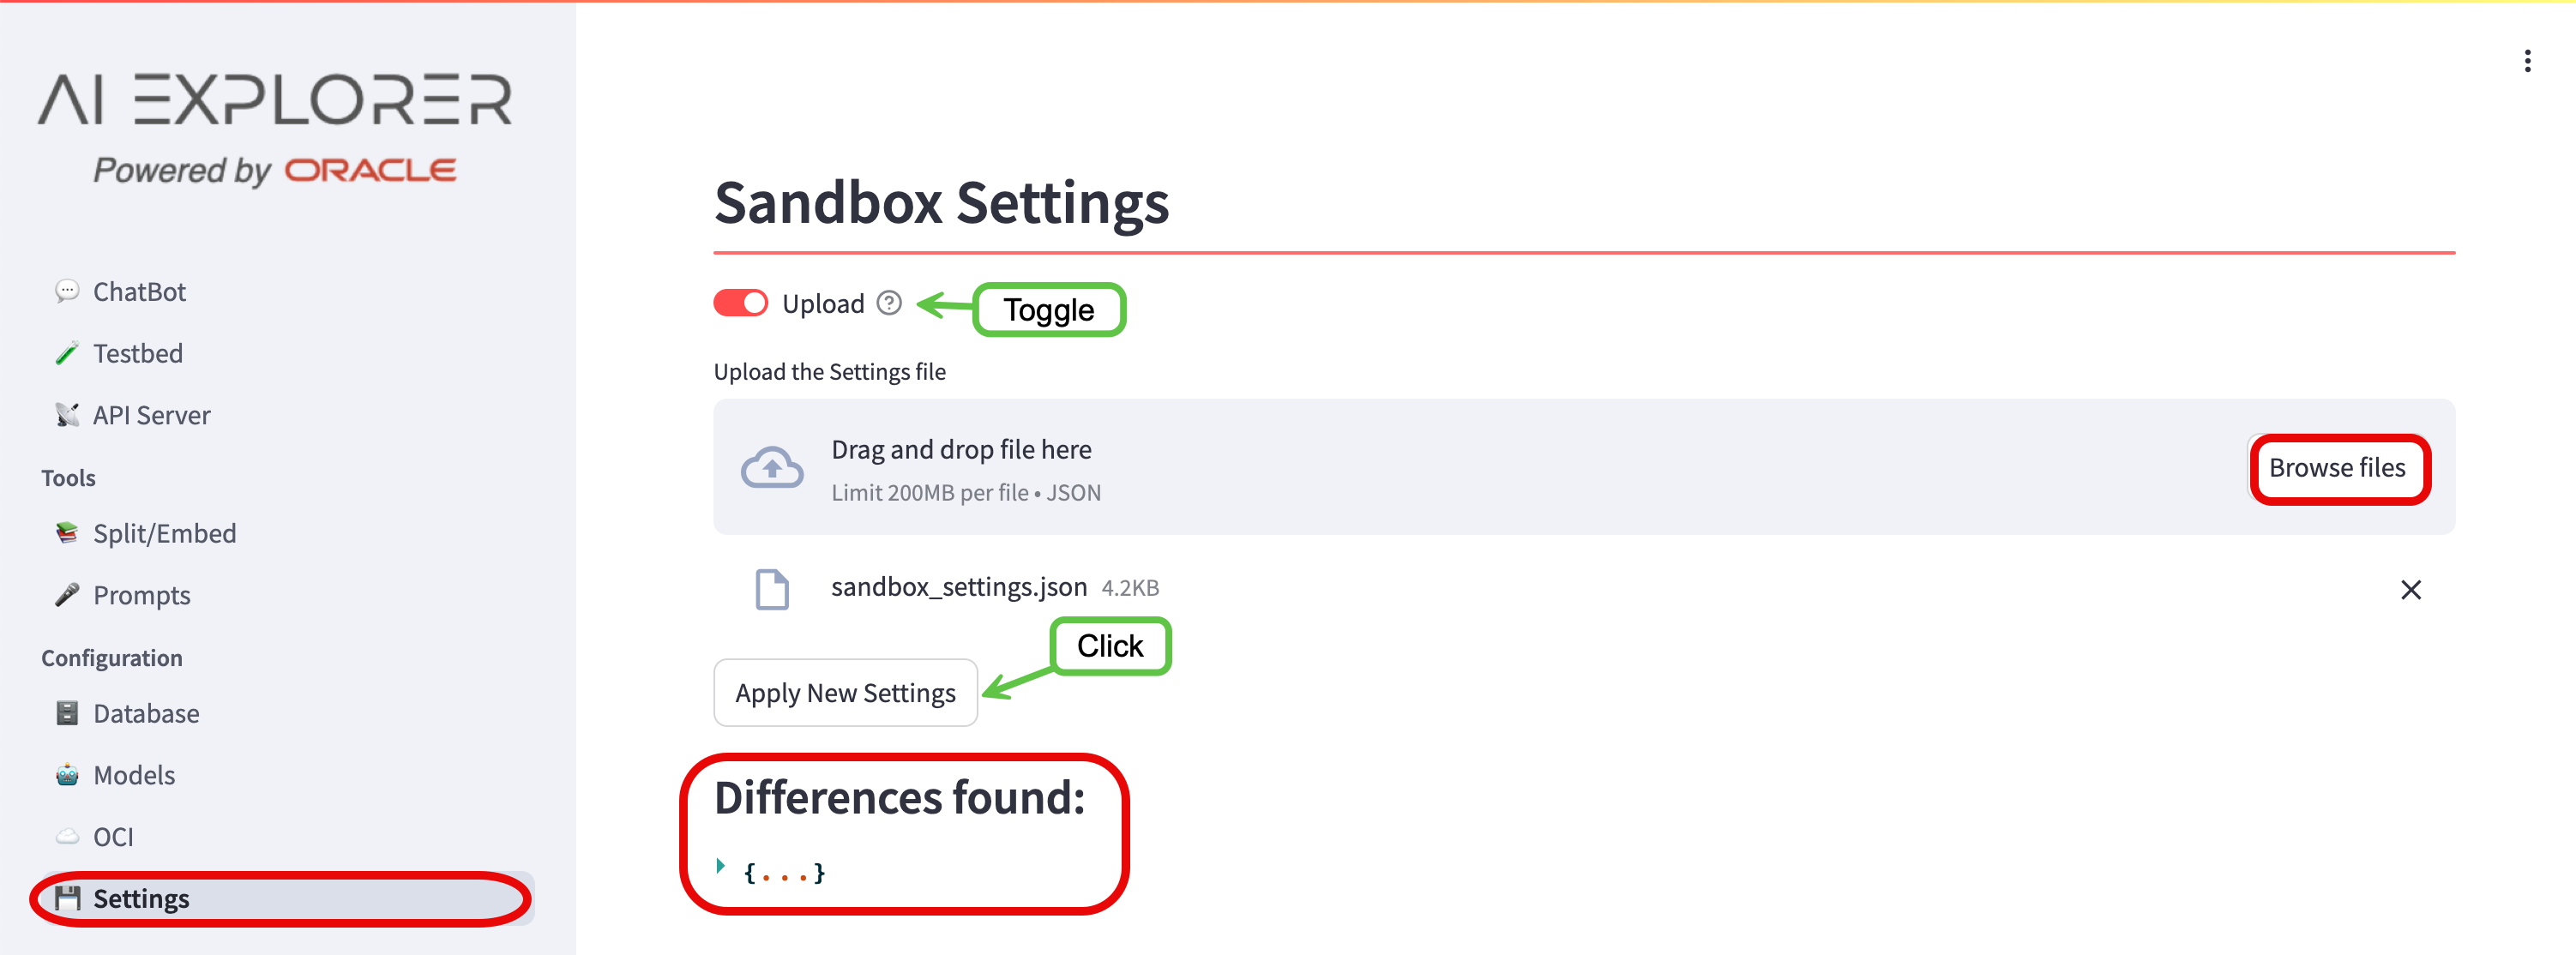 AI EXPLORER
Powered by ORACLE
ChatBot
Testbed
API Server
Tools
Split/Embed
Prompts
Configuration
Database
Models
OCI
Settings
Sandbox Settings
Upload
Toggle
Upload the Settings file
Drag and drop file here
Limit 200MB per file • JSON
Browse files
sandbox_settings.json 4.2KB
Click
Apply New Settings
Differences found:
{...}